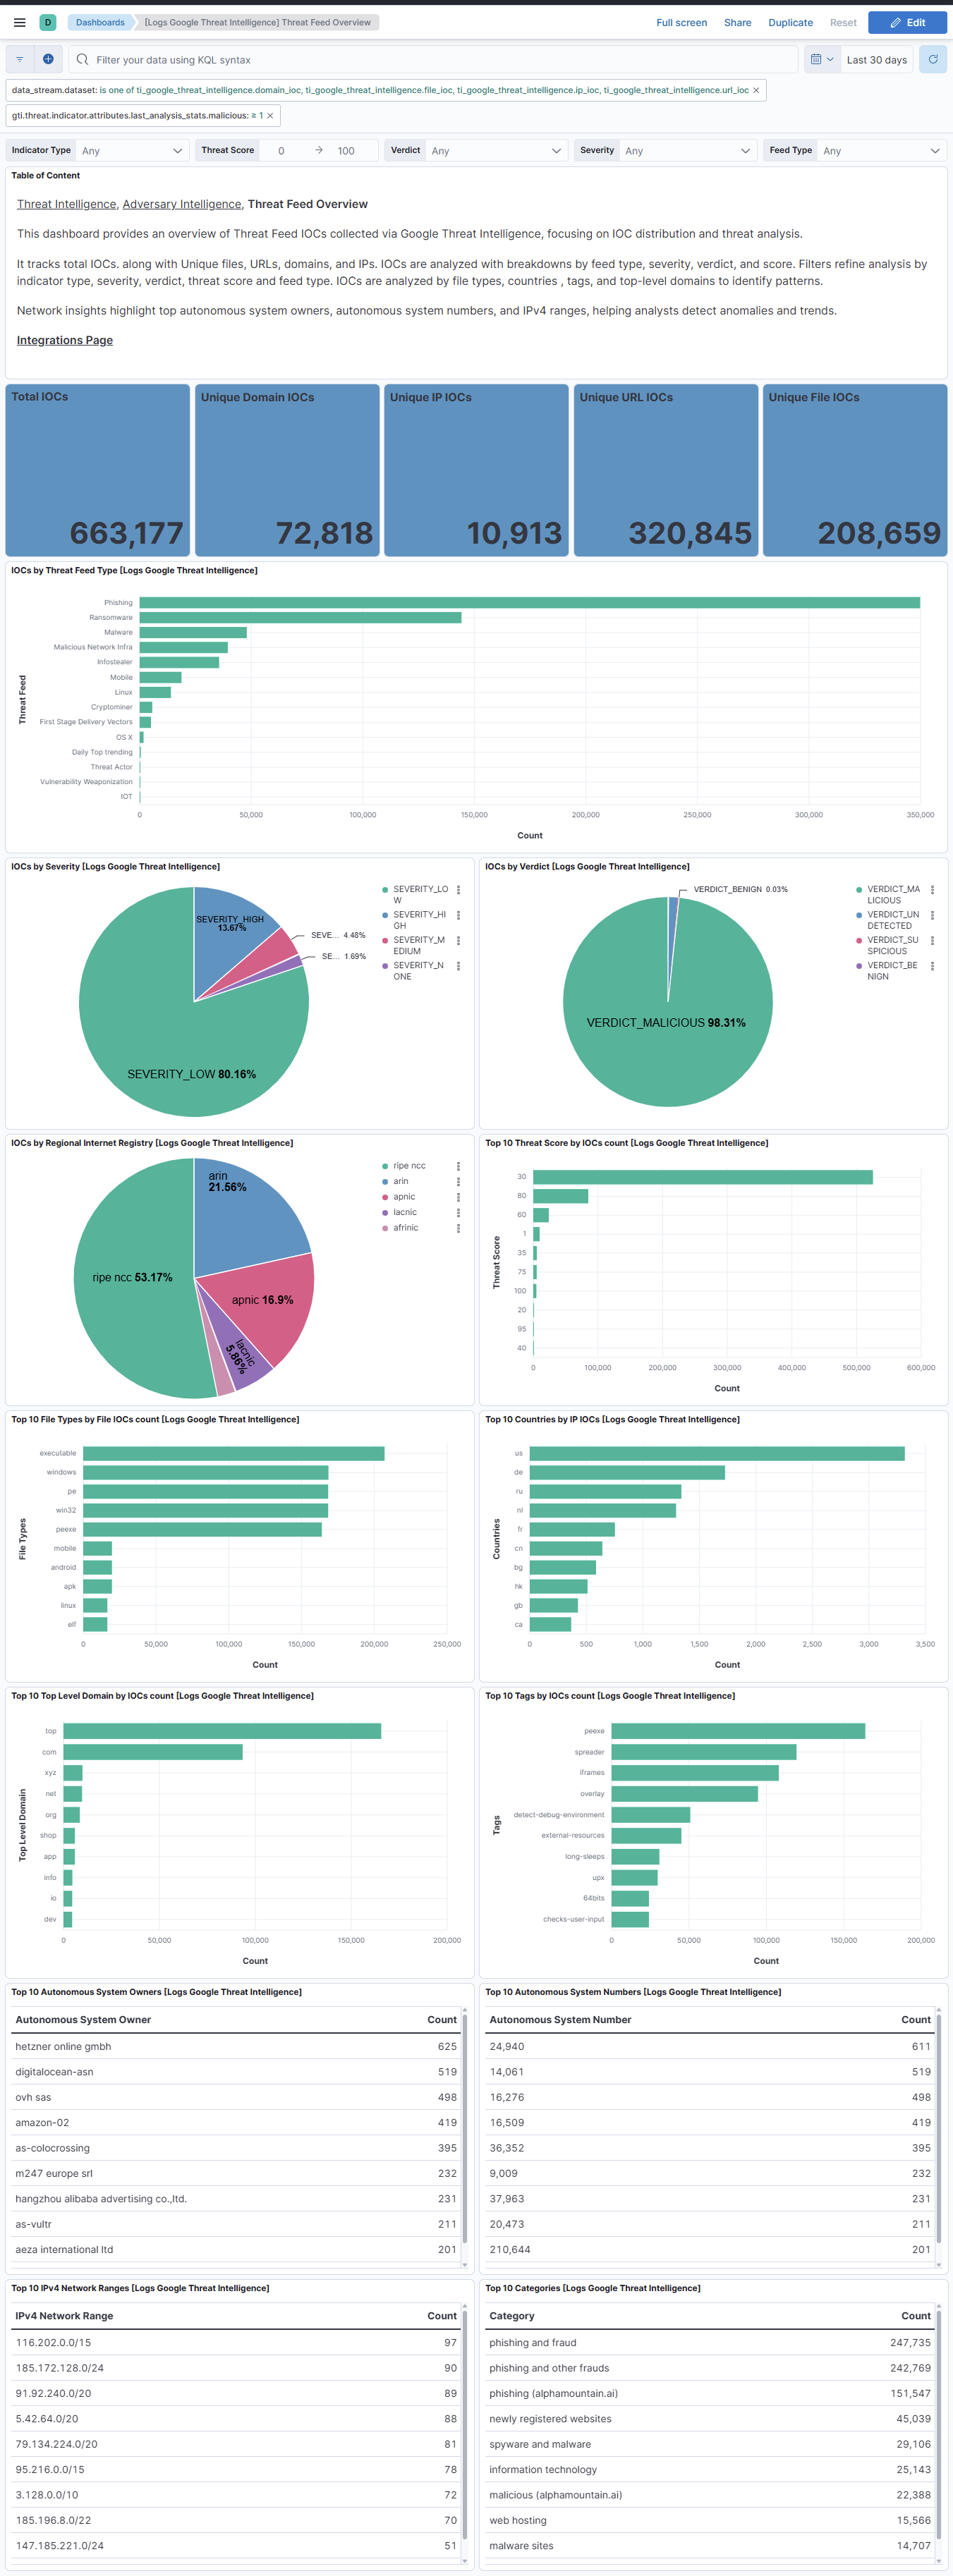 D Dashboards [Logs Google Threat Intelligence] Threat Feed Overview Full screen Share Duplicate Reset Edit
Filter your data using KQL syntax Last 30 days
data_stream.dataset: is one of ti_google_threat_intelligence.domain_ioc, ti_google_threat_intelligence.file_ioc, ti_google_threat_intelligence.ip_ioc, ti_google_threat_intelligence.url_ioc ×
gti.threat.indicator.attributes.last_analysis_stats.malicious: ≥ 1 ×
Indicator Type Any Threat Score 0 → 100 Verdict Any Severity Any Feed Type Any
Table of Content
Threat Intelligence, Adversary Intelligence, Threat Feed Overview
This dashboard provides an overview of Threat Feed IOCs collected via Google Threat Intelligence, focusing on IOC distribution and threat analysis.
It tracks total IOCs. along with Unique files, URLs, domains, and IPs. IOCs are analyzed with breakdowns by feed type, severity, verdict, and score. Filters refine analysis by
indicator type, severity, verdict, threat score and feed type. IOCs are analyzed by file types, countries , tags, and top-level domains to identify patterns.
Network insights highlight top autonomous system owners, autonomous system numbers, and IPv4 ranges, helping analysts detect anomalies and trends.
Integrations Page
Total IOCs Unique Domain IOCs Unique IP IOCs Unique URL IOCs Unique File IOCs
663,177 72,818 10,913 320,845 208,659
IOCs by Threat Feed Type [Logs Google Threat Intelligence]
Threat Feed
Phishing
Ransomware
Malware
Malicious Network Infra
Infostealer
Mobile
Linux
Cryptominer
First Stage Delivery Vectors
OS X
Daily Top trending
Threat Actor
Vulnerability Weaponization
IOT
0 50,000 100,000 150,000 200,000 250,000 300,000 350,000
Count
IOCs by Severity [Logs Google Threat Intelligence]
SEVERITY_HIGH
13.67%
SEVE... 4.48%
SE... 1.69%
SEVERITY_LOW 80.16%
SEVERITY_LO
W
SEVERITY_HI
GH
SEVERITY_M
EDIUM
SEVERITY_N
ONE
IOCs by Verdict [Logs Google Threat Intelligence]
VERDICT_BENIGN 0.03%
VERDICT_MALICIOUS 98.31%
VERDICT_MA
LICIOUS
VERDICT_UN
DETECTED
VERDICT_SU
SPICIOUS
VERDICT_BE
NIGN
IOCs by Regional Internet Registry [Logs Google Threat Intelligence]
arin
21.56%
ripe ncc 53.17%
apnic 16.9%
lacnic
5.86%
ripe ncc
arin
apnic
lacnic
afrinic
Top 10 Threat Score by IOCs count [Logs Google Threat Intelligence]
Threat Score
30
80
60
1
35
75
100
20
95
40
0 100,000 200,000 300,000 400,000 500,000 600,000
Count
Top 10 File Types by File IOCs count [Logs Google Threat Intelligence]
File Types
executable
windows
pe
win32
peexe
mobile
android
apk
linux
elf
0 50,000 100,000 150,000 200,000 250,000
Count
Top 10 Countries by IP IOCs [Logs Google Threat Intelligence]
Countries
us
de
ru
nl
fr
cn
bg
hk
gb
ca
0 500 1,000 1,500 2,000 2,500 3,000 3,500
Count
Top 10 Top Level Domain by IOCs count [Logs Google Threat Intelligence]
Top Level Domain
top
com
xyz
net
org
shop
app
info
io
dev
0 50,000 100,000 150,000 200,000
Count
Top 10 Tags by IOCs count [Logs Google Threat Intelligence]
Tags
peexe
spreader
iframes
overlay
detect-debug-environment
external-resources
long-sleeps
upx
64bits
checks-user-input
0 50,000 100,000 150,000 200,000
Count
Top 10 Autonomous System Owners [Logs Google Threat Intelligence]
Autonomous System Owner Count
hetzner online gmbh 625
digitalocean-asn 519
ovh sas 498
amazon-02 419
as-colocrossing 395
m247 europe srl 232
hangzhou alibaba advertising co.,ltd. 231
as-vultr 211
aeza international ltd 201
Top 10 Autonomous System Numbers [Logs Google Threat Intelligence]
Autonomous System Number Count
24,940 611
14,061 519
16,276 498
16,509 419
36,352 395
9,009 232
37,963 231
20,473 211
210,644 201
Top 10 IPv4 Network Ranges [Logs Google Threat Intelligence]
IPv4 Network Range Count
116.202.0.0/15 97
185.172.128.0/24 90
91.92.240.0/20 89
5.42.64.0/20 88
79.134.224.0/20 81
95.216.0.0/15 78
3.128.0.0/10 72
185.196.8.0/22 70
147.185.221.0/24 51
Top 10 Categories [Logs Google Threat Intelligence]
Category Count
phishing and fraud 247,735
phishing and other frauds 242,769
phishing (alphamountain.ai) 151,547
newly registered websites 45,039
spyware and malware 29,106
information technology 25,143
malicious (alphamountain.ai) 22,388
web hosting 15,566
malware sites 14,707